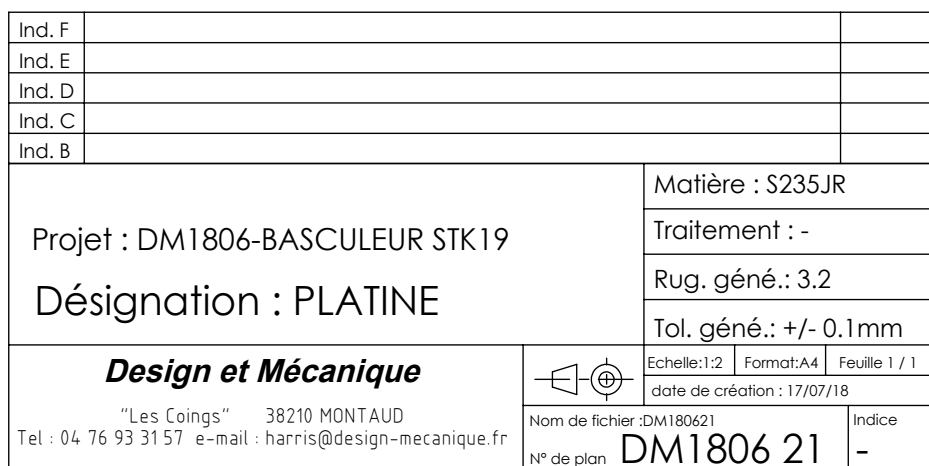 Ind. F
Ind. E
Ind. D
Ind. C
Ind. B
Projet : DM1806-BASCULEUR STK19
Désignation : PLATINE
Matière : S235JR
Traitement : -
Rug. géné.: 3.2
Tol. géné.: +/- 0.1mm
Design et Mécanique
"Les Coings" 38210 MONTAUD
Tel : 04 76 93 31 57 e-mail : harris@design-mecanique.fr
Echelle:1:2 Format:A4 Feuille 1 / 1
date de création : 17/07/18
Nom de fichier :DM180621
N° de plan DM1806 21
Indice
-